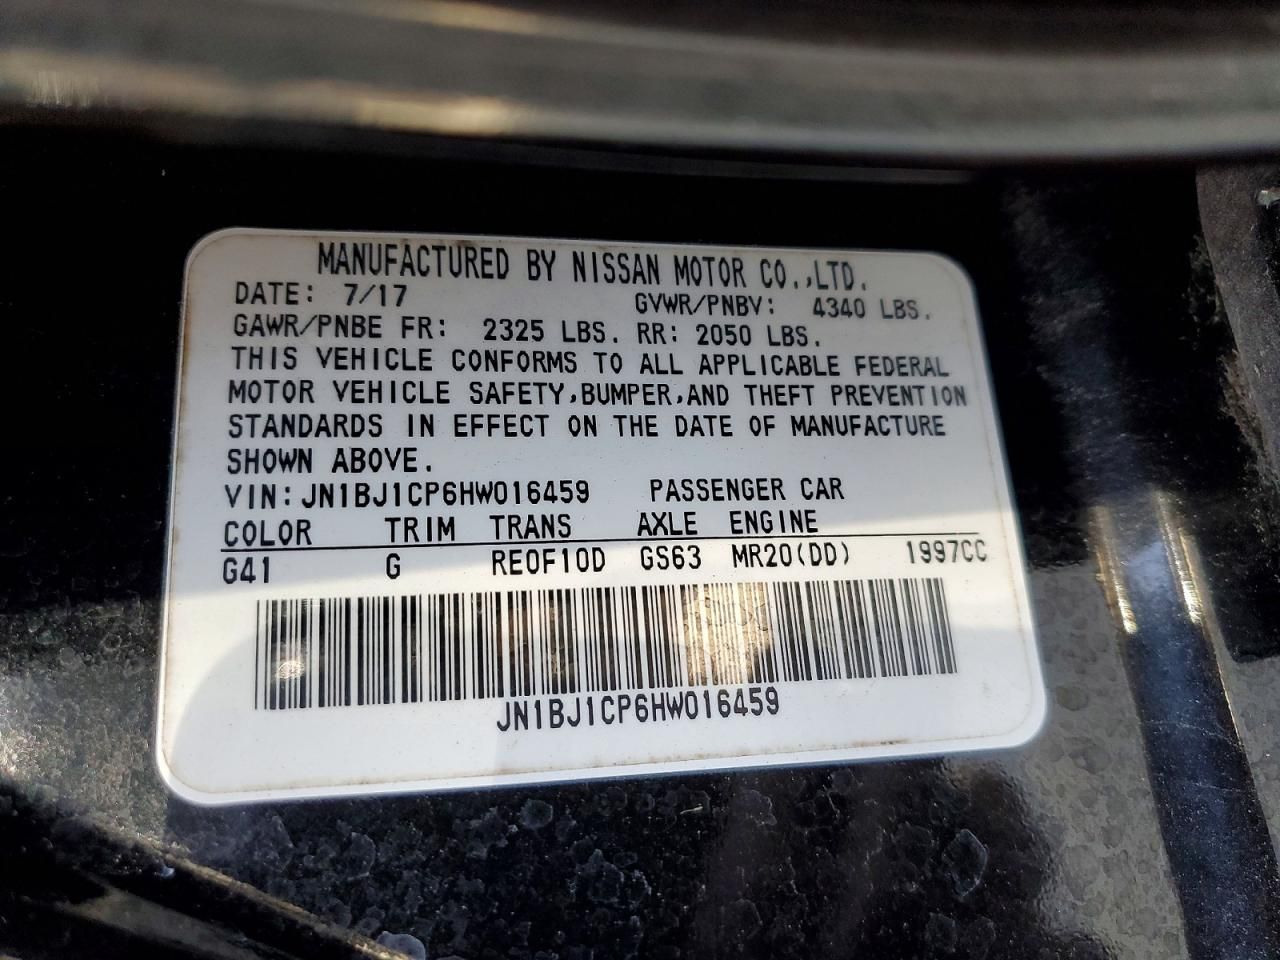 MANUFACTURED BY NISSAN MOTOR CO.,LTD.
DATE: 7/17 GVWR/PNBV: 4340 LBS.
GAWR/PNBE FR: 2325 LBS. RR: 2050 LBS.
THIS VEHICLE CONFORMS TO ALL APPLICABLE FEDERAL
MOTOR VEHICLE SAFETY,BUMPER,AND THEFT PREVENTION
STANDARDS IN EFFECT ON THE DATE OF MANUFACTURE
SHOWN ABOVE.
VIN:JN1BJ1CP6HW016459 PASSENGER CAR
COLOR TRIM TRANS AXLE ENGINE
G41 G RE0F10D GS63 MR20(DD) 1997CC
JN1BJ1CP6HW016459